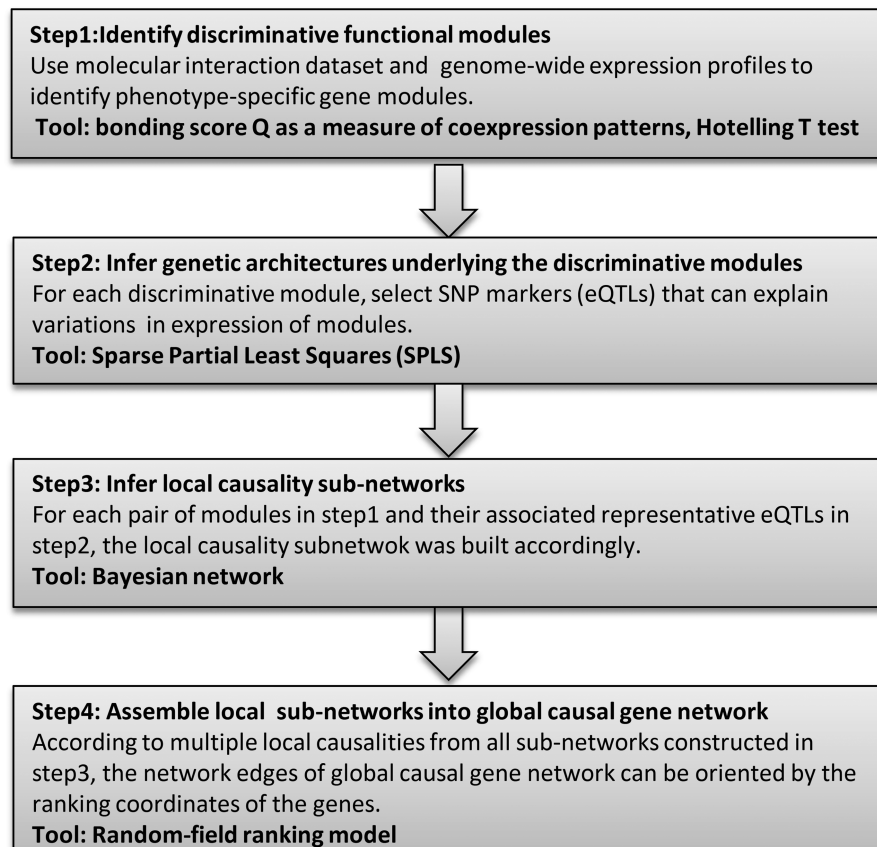 Step1:Identify discriminative functional modules
Use molecular interaction dataset and genome-wide expression profiles to
identify phenotype-specific gene modules.
Tool: bonding score Q as a measure of coexpression patterns, Hotelling T test
Step2: Infer genetic architectures underlying the discriminative modules
For each discriminative module, select SNP markers (eQTLs) that can explain
variations in expression of modules.
Tool: Sparse Partial Least Squares (SPLS)
Step3: Infer local causality sub-networks
For each pair of modules in step1 and their associated representative eQTLs in
step2, the local causality subnetwok was built accordingly.
Tool: Bayesian network
Step4: Assemble local sub-networks into global causal gene network
According to multiple local causalities from all sub-networks constructed in
step3, the network edges of global causal gene network can be oriented by the
ranking coordinates of the genes.
Tool: Random-field ranking model